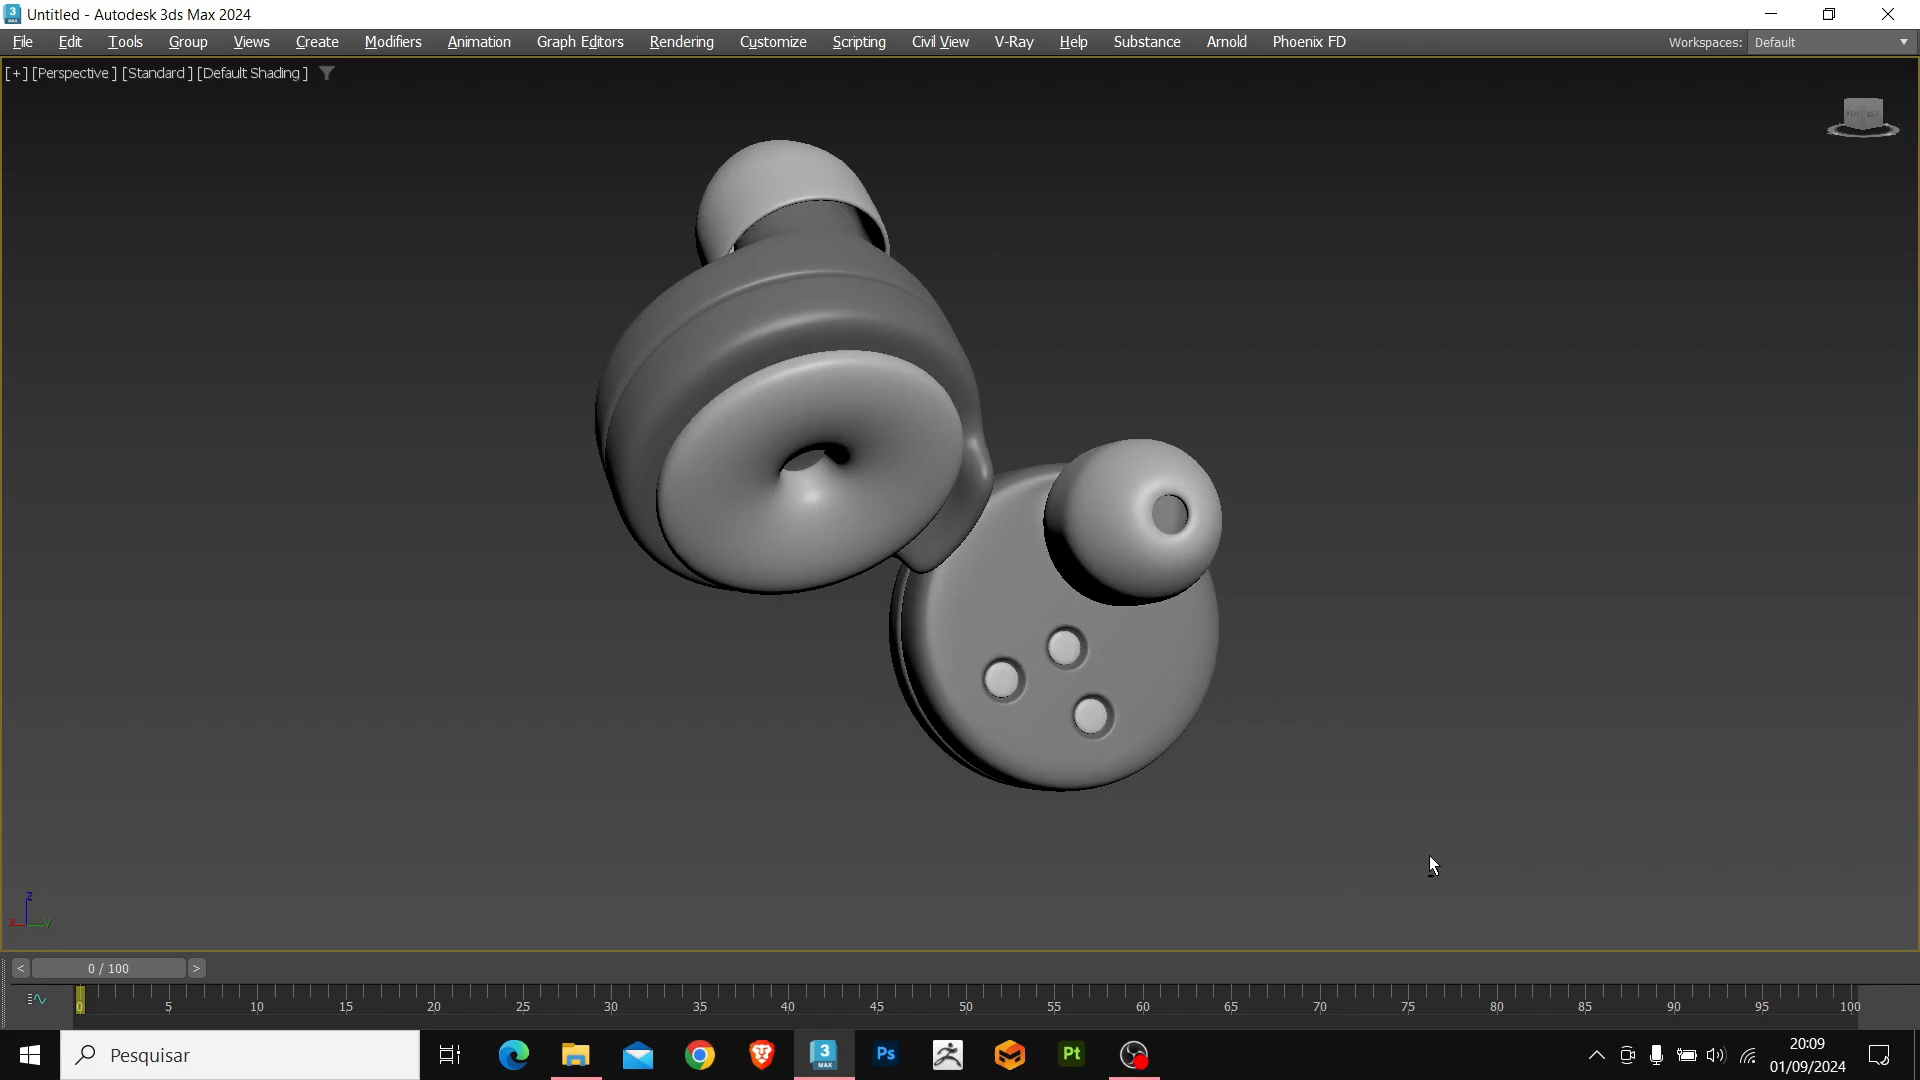 Untitled - Autodesk 3ds Max 2024
File Edit Tools Group Views Create Modifiers Animation Graph Editors Rendering Customize Scripting Civil View V-Ray Help Substance Arnold Phoenix FD Workspaces: Default
[+] [Perspective ] [Standard ] [Default Shading ]
z
x y
< 0 / 100 >
0 5 10 15 20 25 30 35 40 45 50 55 60 65 70 75 80 85 90 95 100
Pesquisar
3
MAX
Ps
Pt
20:09
01/09/2024